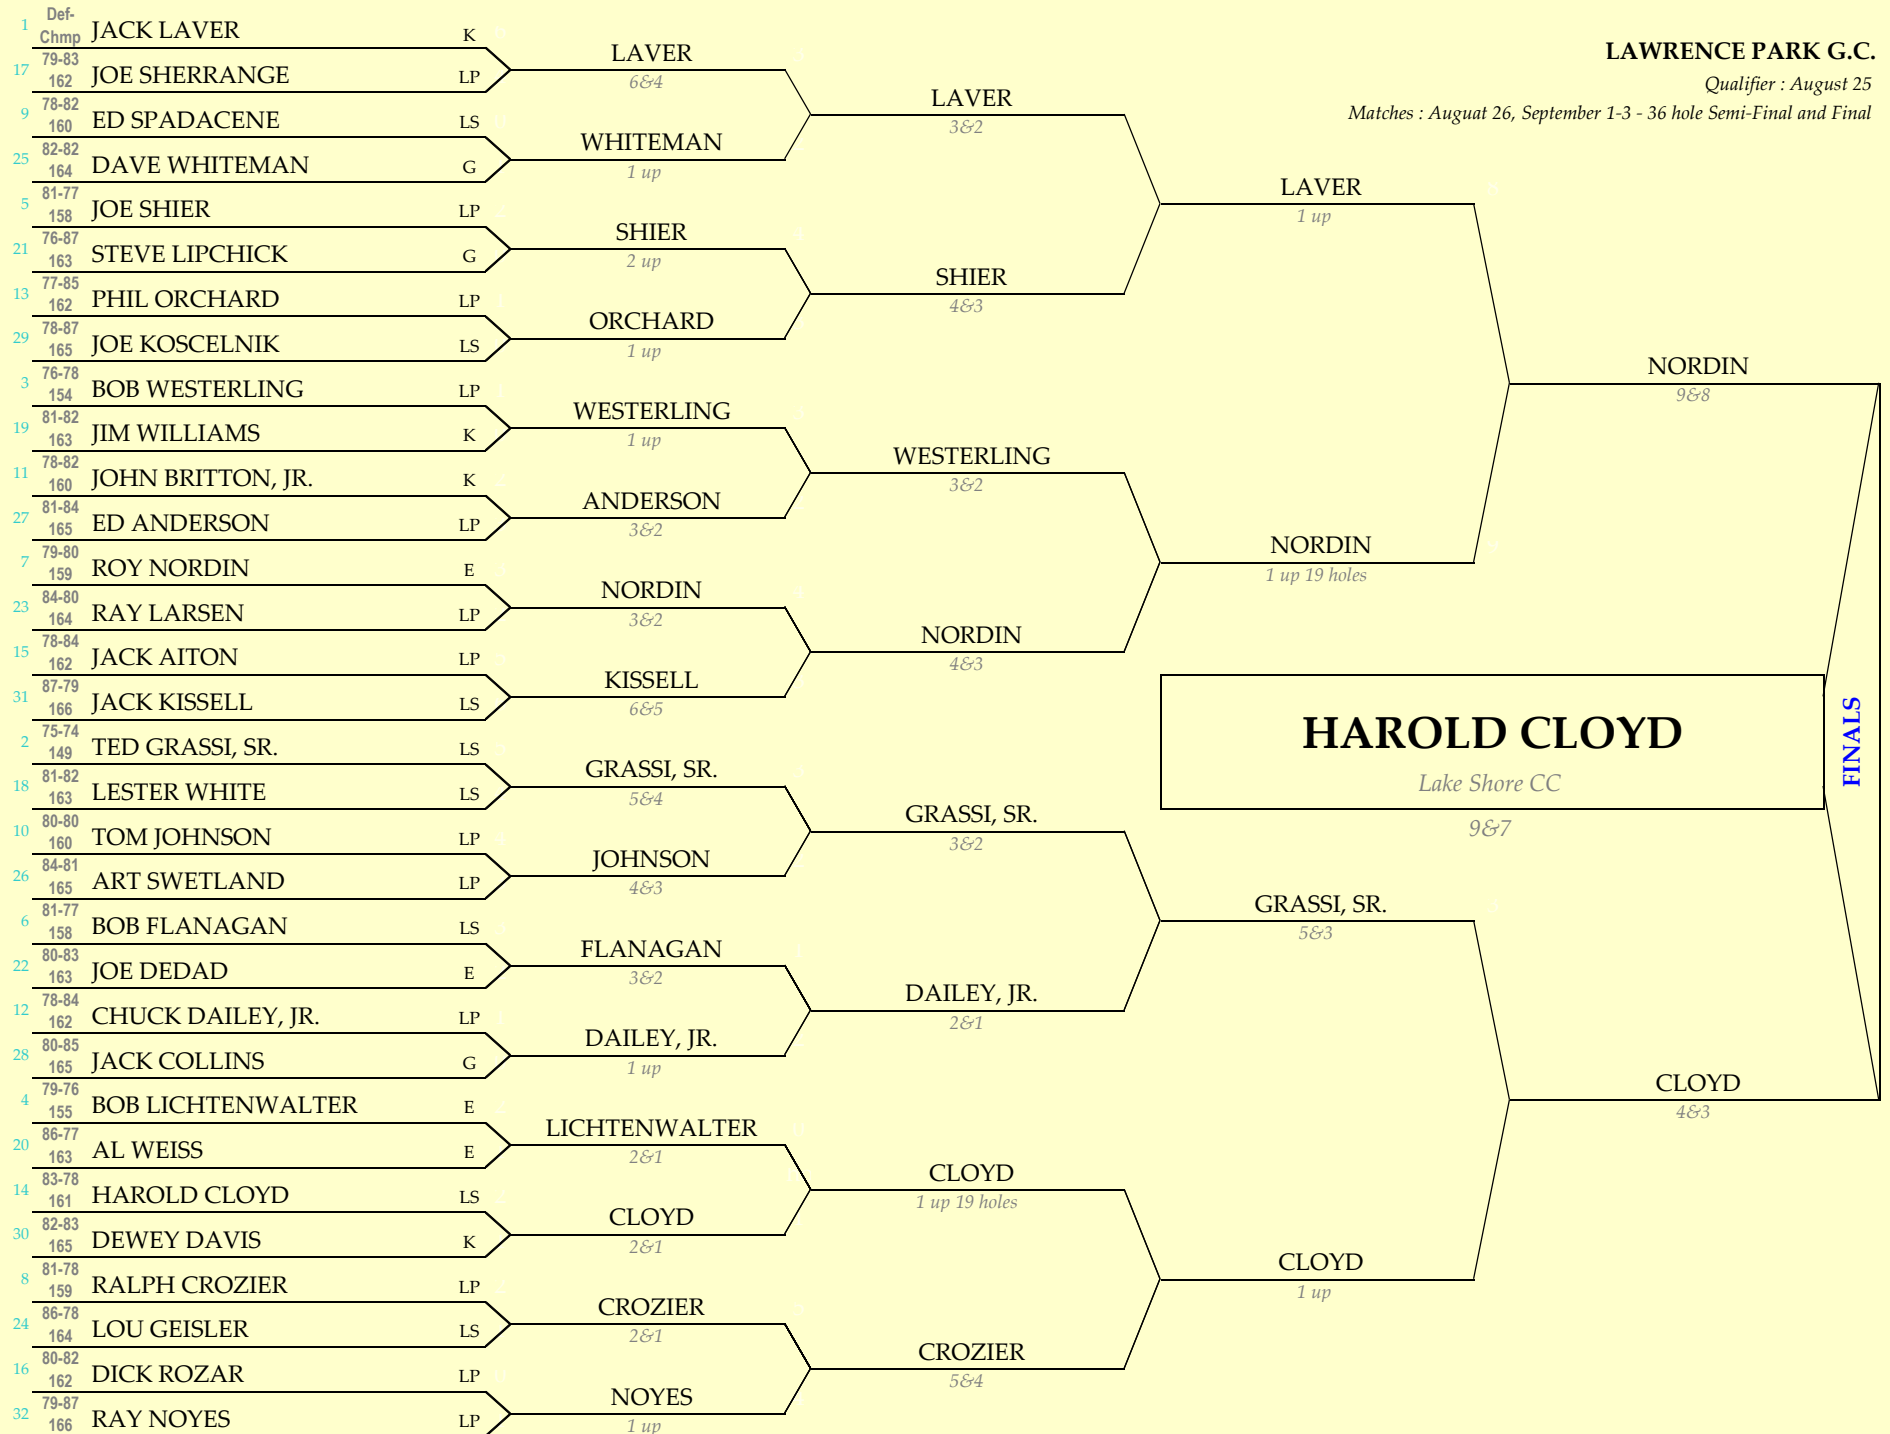 LAWRENCE PARK G.C.
Qualifier : August 25
Matches : Auguat 26, September 1-3 - 36 hole Semi-Final and Final
1 Def-Chmp JACK LAVER K
17 79-83 162 JOE SHERRANGE LP
9 78-82 160 ED SPADACENE LS
25 82-82 164 DAVE WHITEMAN G
5 81-77 158 JOE SHIER LP
21 76-87 163 STEVE LIPCHICK G
13 77-85 162 PHIL ORCHARD LP
29 78-87 165 JOE KOSCELNIK LS
3 76-78 154 BOB WESTERLING LP
19 81-82 163 JIM WILLIAMS K
11 78-82 160 JOHN BRITTON, JR. K
27 81-84 165 ED ANDERSON LP
7 79-80 159 ROY NORDIN E
23 84-80 164 RAY LARSEN LP
15 78-84 162 JACK AITON LP
31 87-79 166 JACK KISSELL LS
2 75-74 149 TED GRASSI, SR. LS
18 81-82 163 LESTER WHITE LS
10 80-80 160 TOM JOHNSON LP
26 84-81 165 ART SWETLAND LP
6 81-77 158 BOB FLANAGAN LS
22 80-83 163 JOE DEDAD E
12 78-84 162 CHUCK DAILEY, JR. LP
28 80-85 165 JACK COLLINS G
4 79-76 155 BOB LICHTENWALTER E
20 86-77 163 AL WEISS E
14 83-78 161 HAROLD CLOYD LS
30 82-83 165 DEWEY DAVIS K
8 81-78 159 RALPH CROZIER LP
24 86-78 164 LOU GEISLER LS
16 80-82 162 DICK ROZAR LP
32 79-87 166 RAY NOYES LP
LAVER
6&4
WHITEMAN
1 up
SHIER
2 up
ORCHARD
1 up
WESTERLING
1 up
ANDERSON
3&2
NORDIN
3&2
KISSELL
6&5
GRASSI, SR.
5&4
JOHNSON
4&3
FLANAGAN
3&2
DAILEY, JR.
1 up
LICHTENWALTER
2&1
CLOYD
2&1
CROZIER
2&1
NOYES
1 up
LAVER
3&2
SHIER
4&3
WESTERLING
3&2
NORDIN
4&3
GRASSI, SR.
3&2
DAILEY, JR.
2&1
CLOYD
1 up 19 holes
CROZIER
5&4
LAVER
1 up
NORDIN
1 up 19 holes
GRASSI, SR.
5&3
CLOYD
1 up
NORDIN
9&8
CLOYD
4&3
FINALS
HAROLD CLOYD
Lake Shore CC
9&7